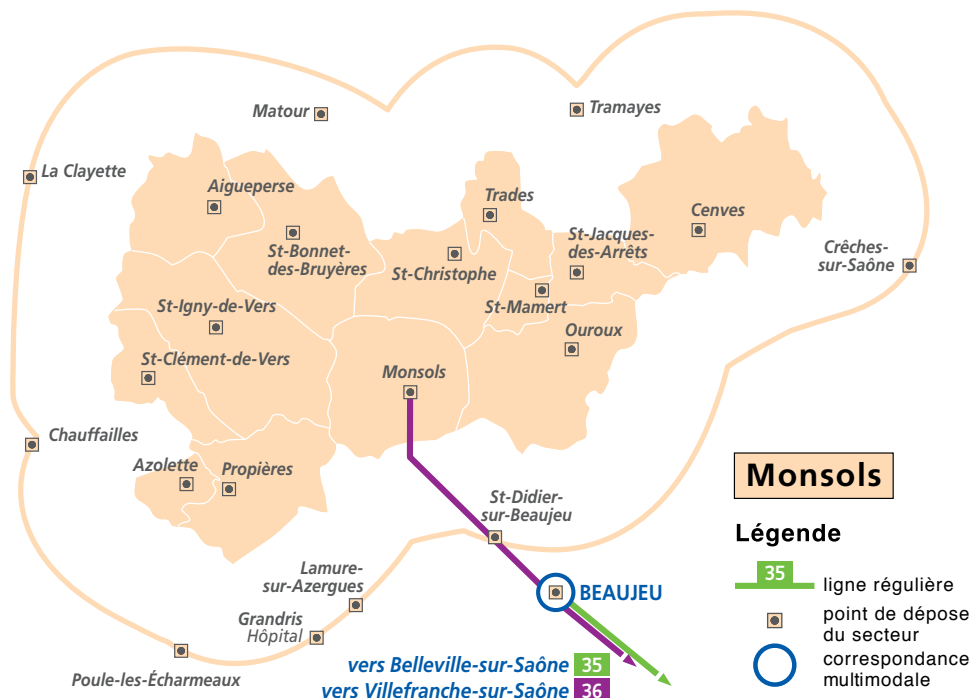 Matour
Tramayes
La Clayette
Aigueperse
Trades
Cenves
St-Bonnet-
des-Bruyères
St-Christophe
St-Jacques-
des-Arrêts
Crêches-
sur-Saône
St-Igny-de-Vers
St-Mamert
Ouroux
St-Clément-de-Vers
Monsols
Chauffailles
Azolette
Propières
St-Didier-
sur-Beaujeu
Lamure-
sur-Azergues
BEAUJEU
Grandris
Hôpital
Poule-les-Écharmeaux
vers Belleville-sur-Saône 35
vers Villefranche-sur-Saône 36
Monsols
Légende
35 ligne régulière
point de dépose
du secteur
correspondance
multimodale